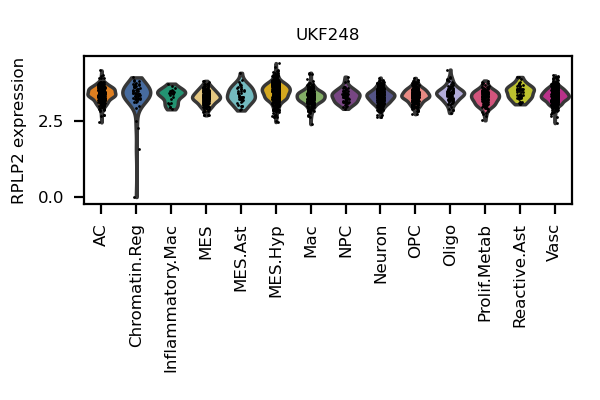 UKF248
RPLP2 expression
2.5
0.0
AC
Chromatin.Reg
Inflammatory.Mac
MES
MES.Ast
MES.Hyp
Mac
NPC
Neuron
OPC
Oligo
Prolif.Metab
Reactive.Ast
Vasc